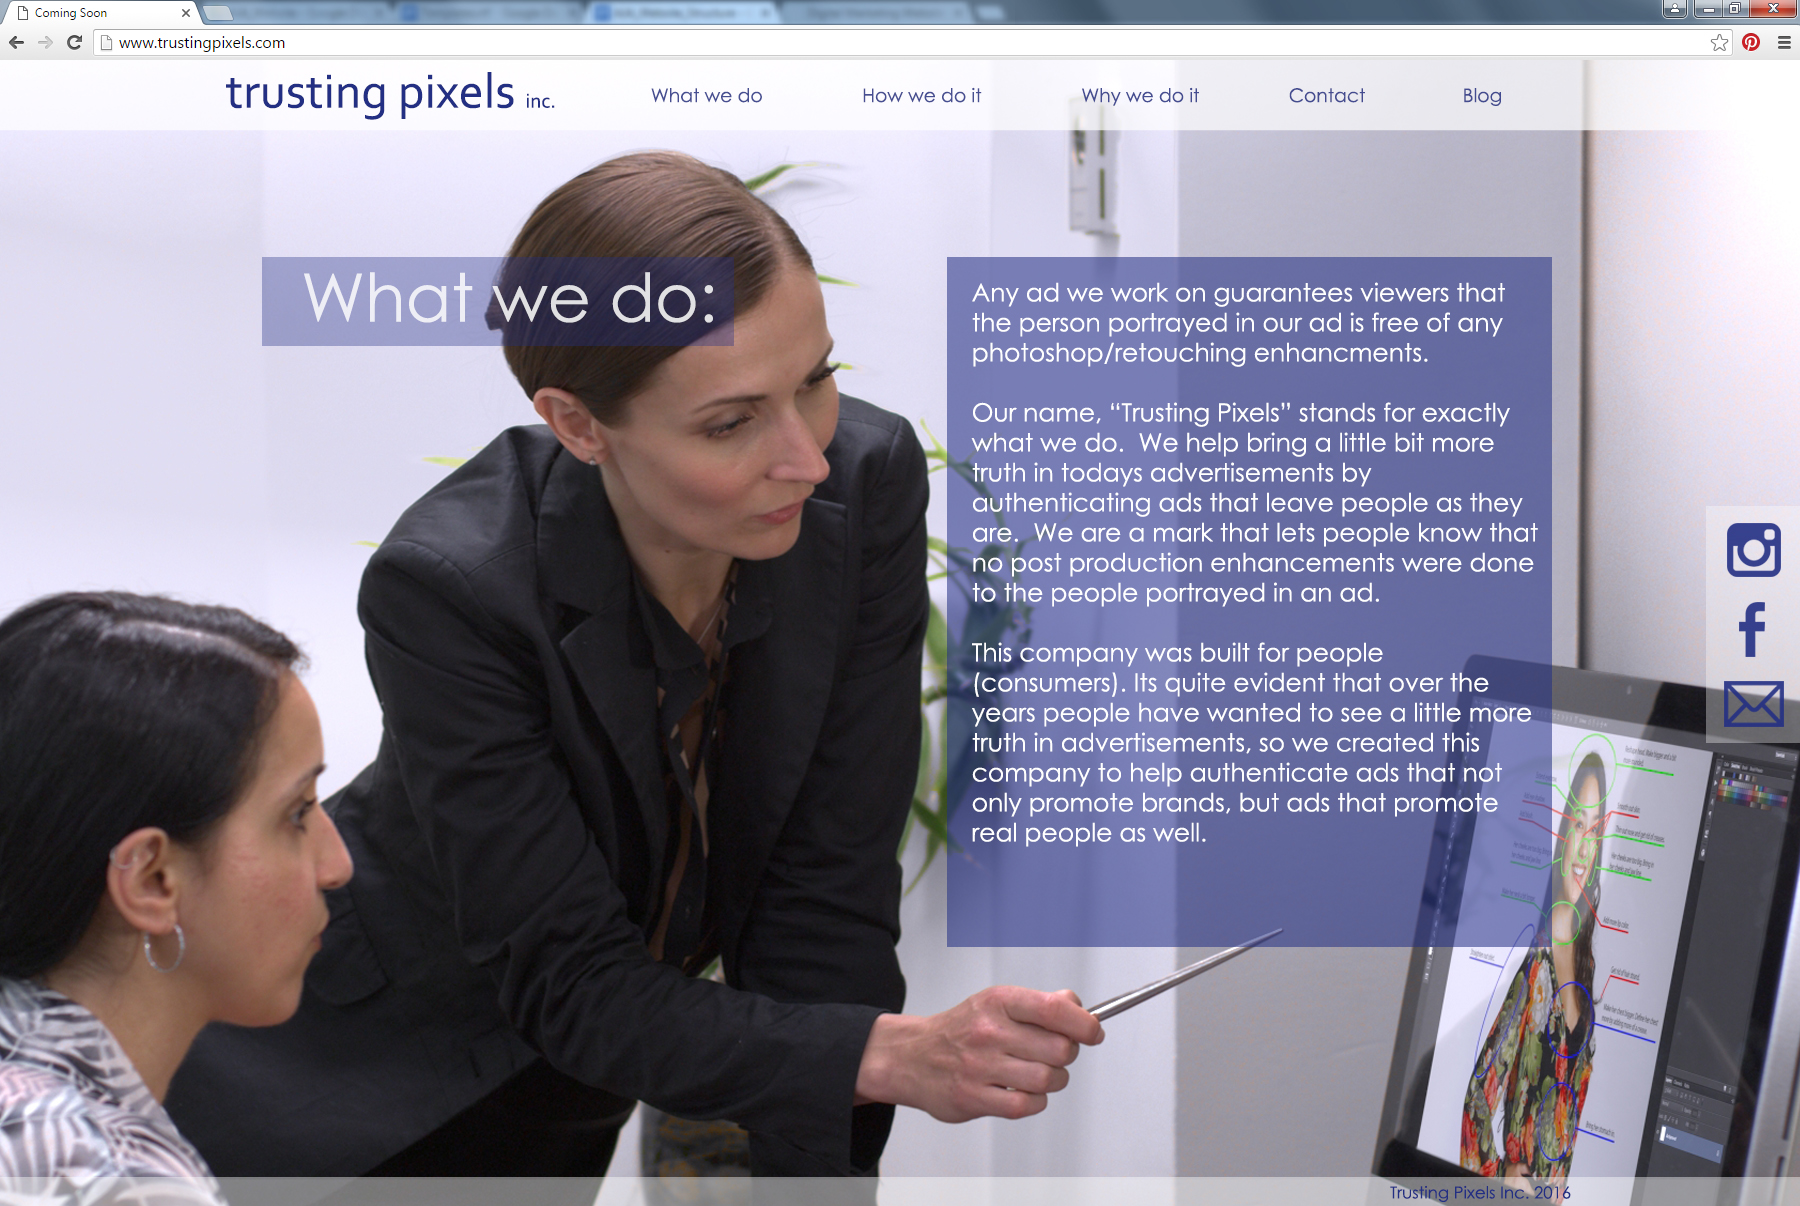 Coming Soon
www.trustingpixels.com
trusting pixels inc.
What we do
How we do it
Why we do it
Contact
Blog
What we do:
Any ad we work on guarantees viewers that
the person portrayed in our ad is free of any
photoshop/retouching enhancments.
Our name, “Trusting Pixels” stands for exactly
what we do.  We help bring a little bit more
truth in todays advertisements by
authenticating ads that leave people as they
are.  We are a mark that lets people know that
no post production enhancements were done
to the people portrayed in an ad.
This company was built for people
(consumers). Its quite evident that over the
years people have wanted to see a little more
truth in advertisements, so we created this
company to help authenticate ads that not
only promote brands, but ads that promote
real people as well.
Trusting Pixels Inc. 2016